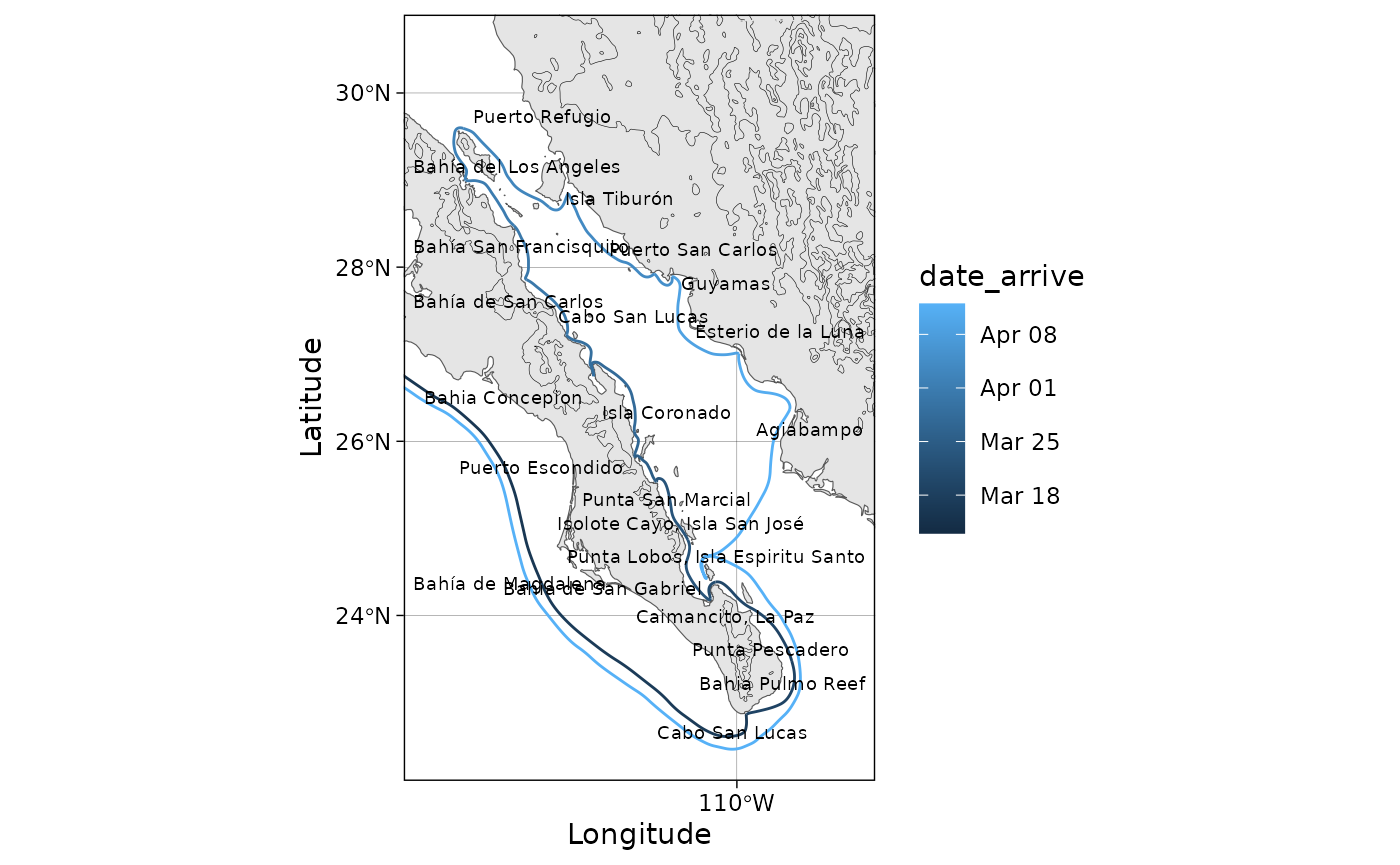 30°N
28°N
26°N
24°N
110°W
Latitude
Longitude
Puerto Refugio
Bahía del Los Angeles
Isla Tiburón
Bahía San Francisquito
Puerto San Carlos
Guyamas
Bahía de San Carlos
Cabo San Lucas
Esterio de la Luna
Bahia Concepion
Isla Coronado
Agiabampo
Puerto Escondido
Punta San Marcial
Isolote Cayo, Isla San José
Punta Lobos
Isla Espiritu Santo
Bahía de Magdalena
Bahía de San Gabriel
Caimancito, La Paz
Punta Pescadero
Bahia Pulmo Reef
Cabo San Lucas
date_arrive
Apr 08
Apr 01
Mar 25
Mar 18